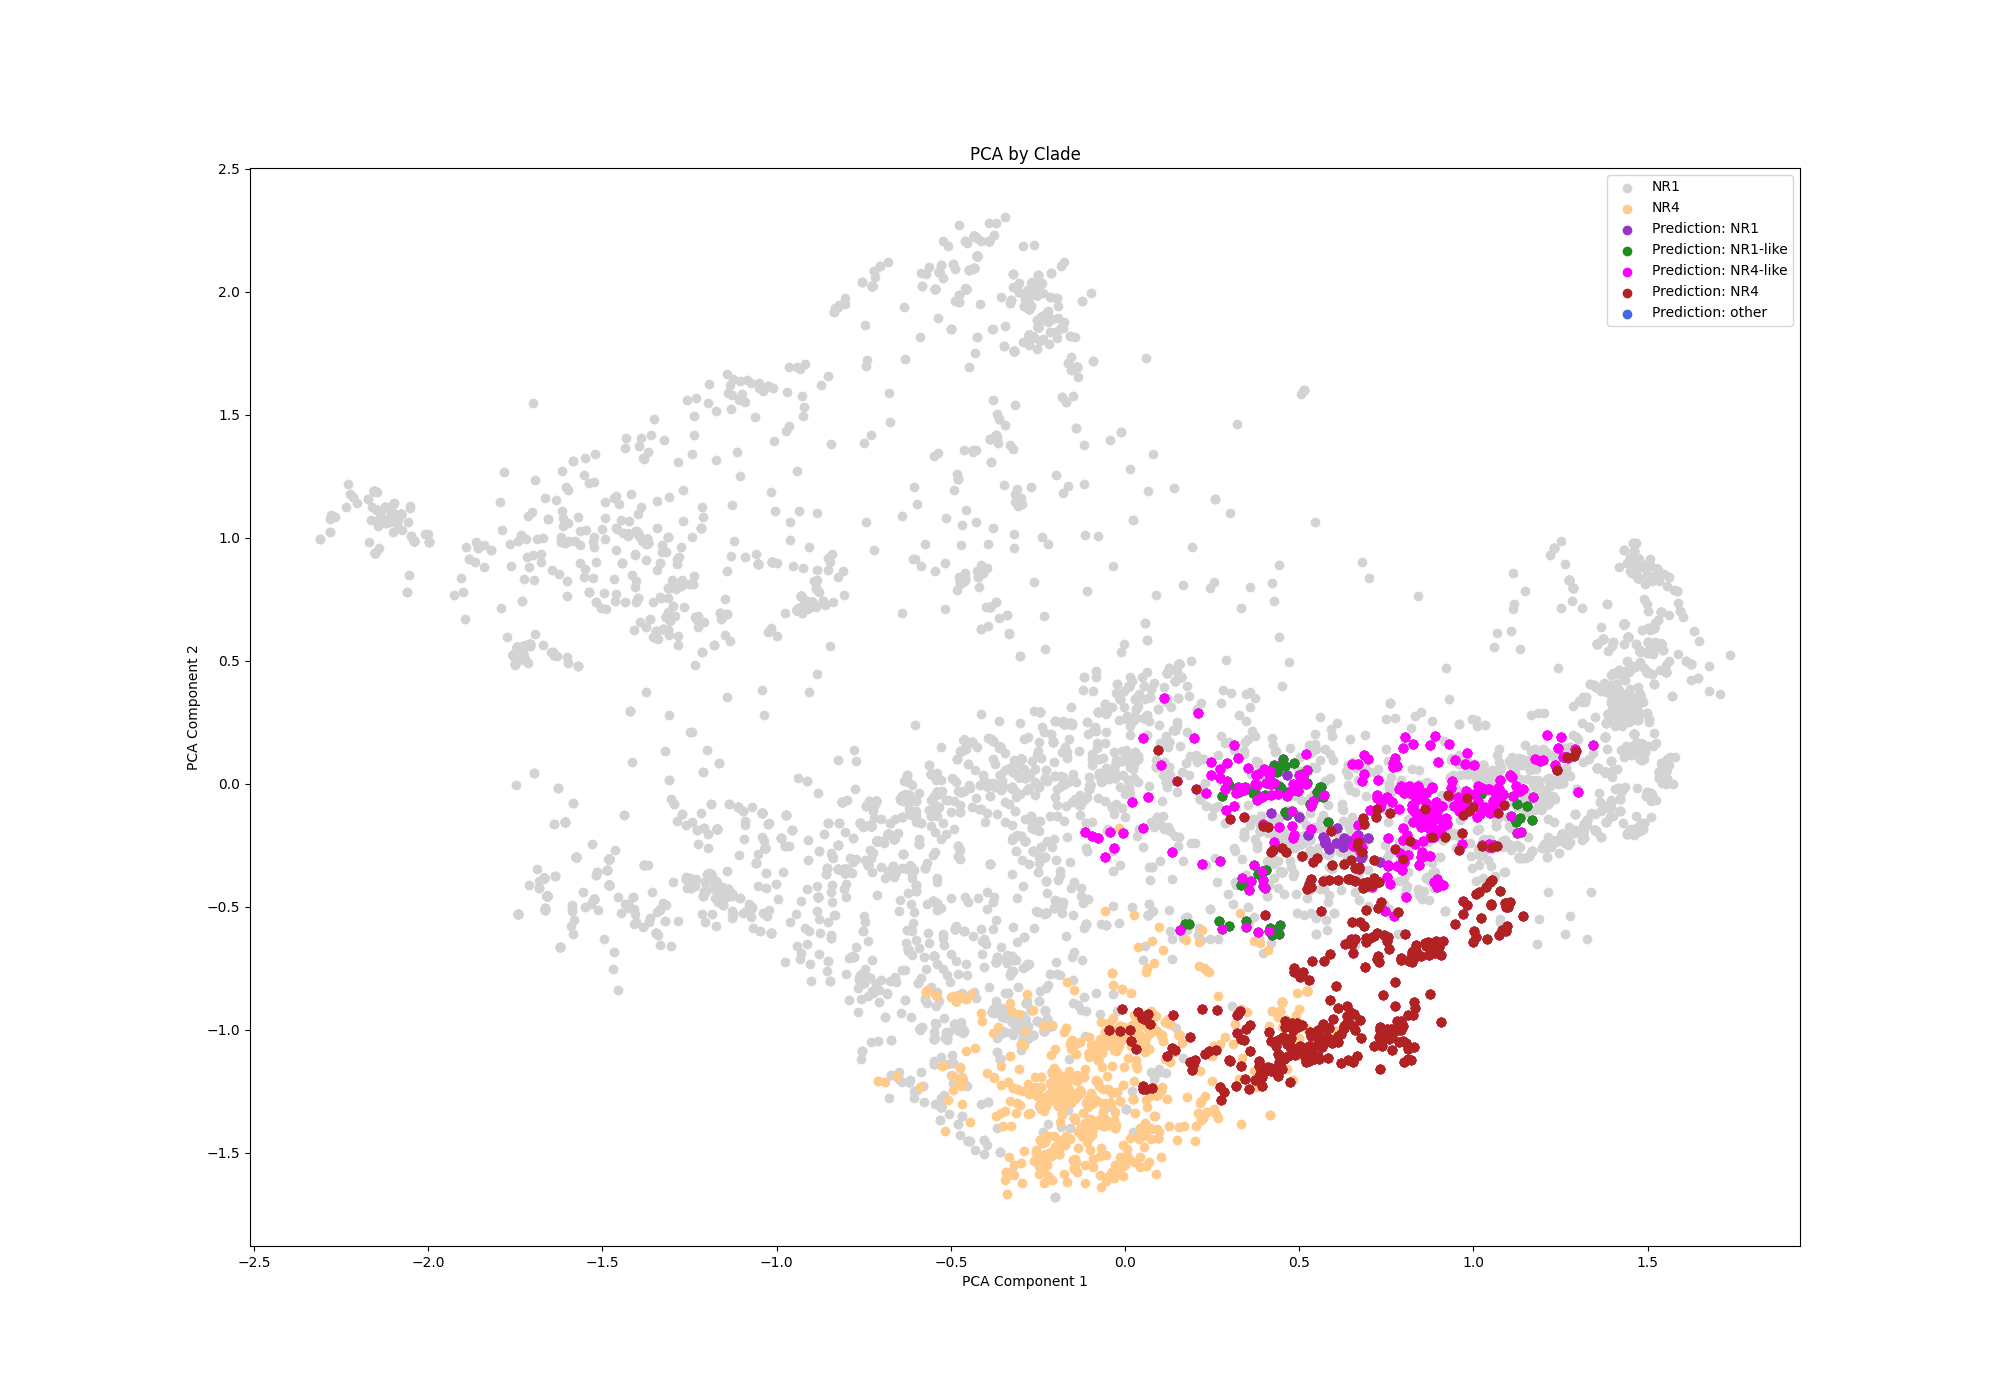 PCA by Clade
NR1
NR4
Prediction: NR1
Prediction: NR1-like
Prediction: NR4-like
Prediction: NR4
Prediction: other
PCA Component 2
2.5
2.0
1.5
1.0
0.5
0.0
−0.5
−1.0
−1.5
−2.5
−2.0
−1.5
−1.0
−0.5
0.0
0.5
1.0
1.5
PCA Component 1